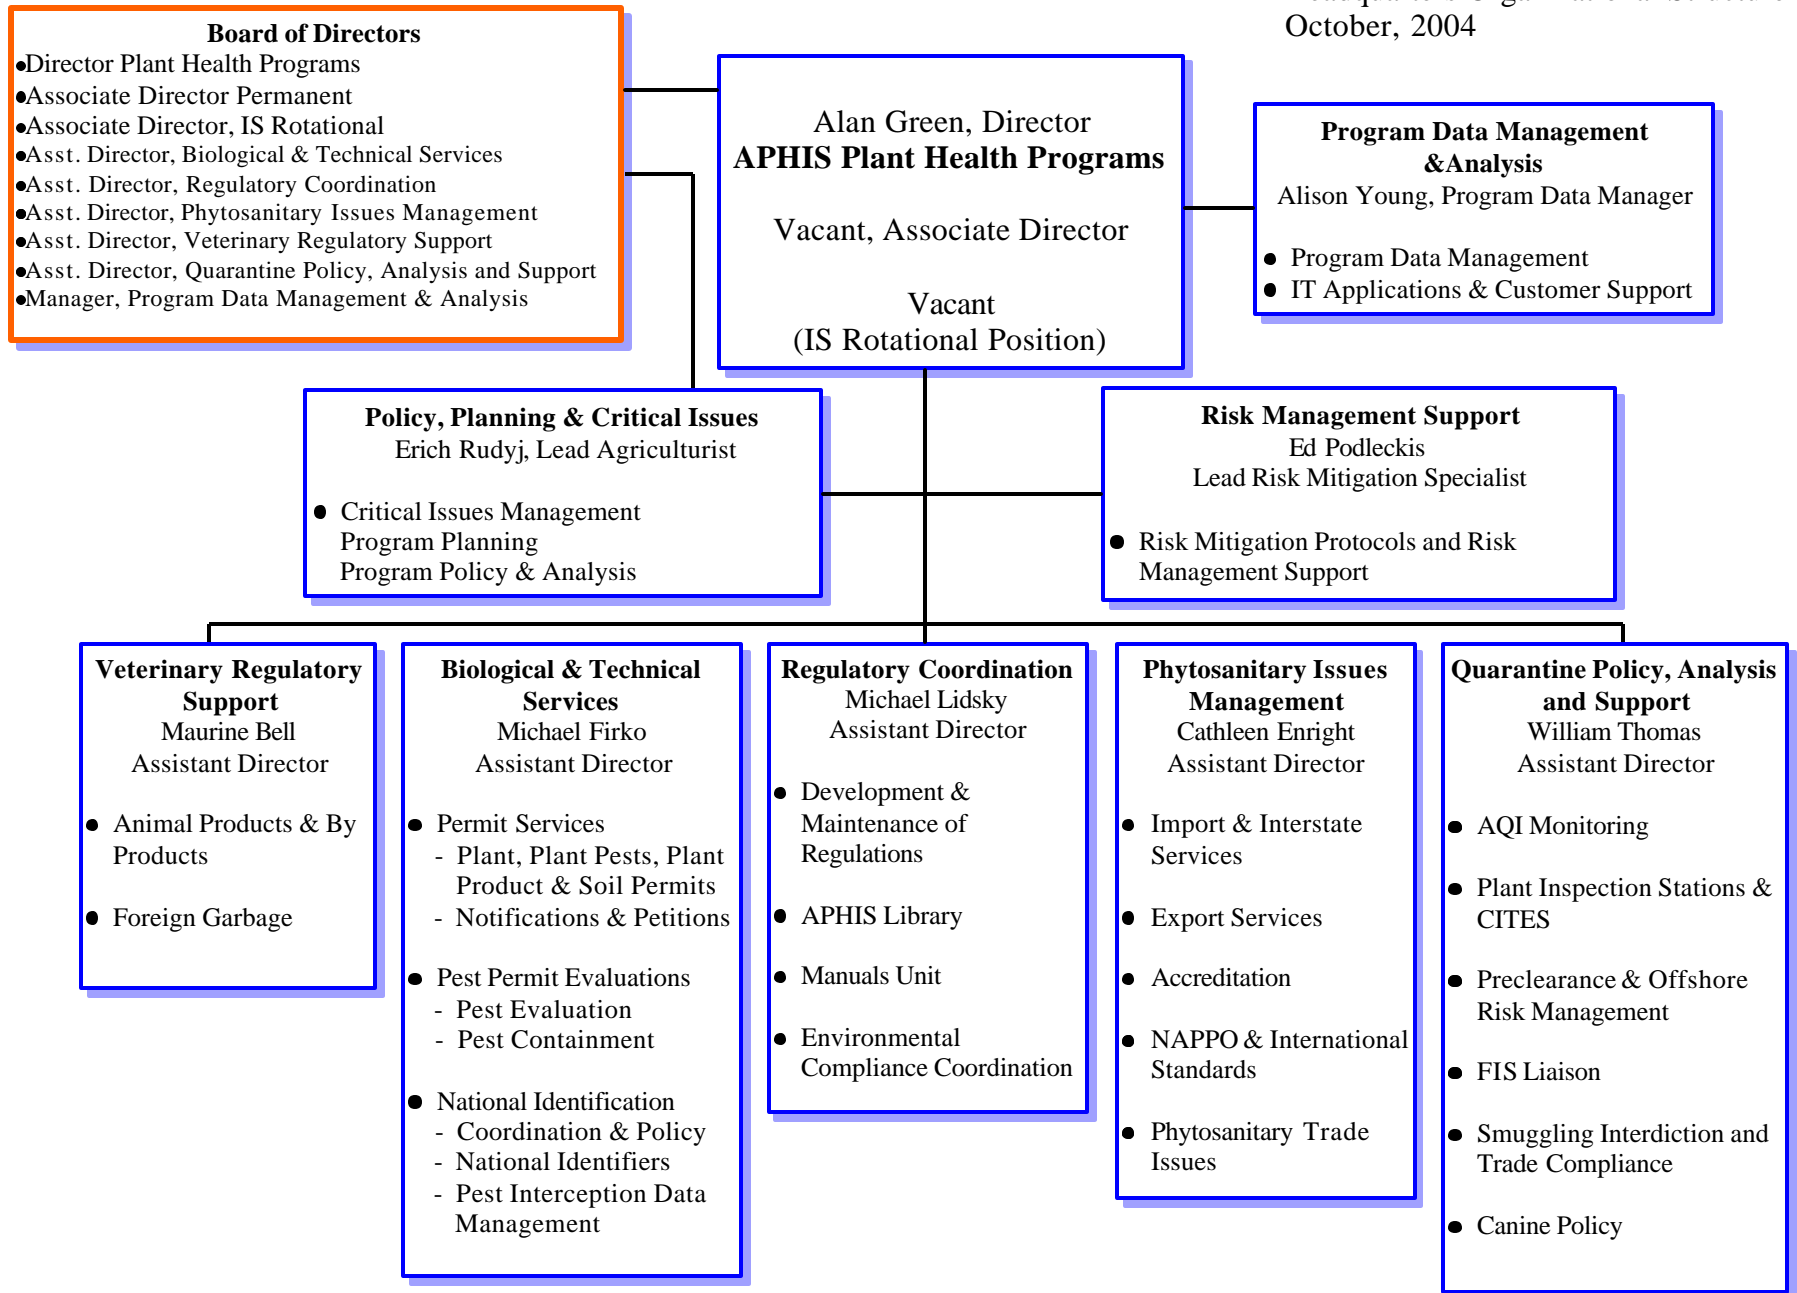 October, 2004
Board of Directors
●Director Plant Health Programs
●Associate Director Permanent
●Associate Director, IS Rotational
●Asst. Director, Biological & Technical Services
●Asst. Director, Regulatory Coordination
●Asst. Director, Phytosanitary Issues Management
●Asst. Director, Veterinary Regulatory Support
●Asst. Director, Quarantine Policy, Analysis and Support
●Manager, Program Data Management & Analysis
Alan Green, Director
APHIS Plant Health Programs
Vacant, Associate Director
Vacant
(IS Rotational Position)
Program Data Management
&Analysis
Alison Young, Program Data Manager
● Program Data Management
● IT Applications & Customer Support
Policy, Planning & Critical Issues
Erich Rudyj, Lead Agriculturist
● Critical Issues Management
Program Planning
Program Policy & Analysis
Risk Management Support
Ed Podleckis
Lead Risk Mitigation Specialist
● Risk Mitigation Protocols and Risk
Management Support
Veterinary Regulatory
Support
Maurine Bell
Assistant Director
● Animal Products & By
Products
● Foreign Garbage
Biological & Technical
Services
Michael Firko
Assistant Director
● Permit Services
- Plant, Plant Pests, Plant
Product & Soil Permits
- Notifications & Petitions
● Pest Permit Evaluations
- Pest Evaluation
- Pest Containment
● National Identification
- Coordination & Policy
- National Identifiers
- Pest Interception Data
Management
Regulatory Coordination
Michael Lidsky
Assistant Director
● Development &
Maintenance of
Regulations
● APHIS Library
● Manuals Unit
● Environmental
Compliance Coordination
Phytosanitary Issues
Management
Cathleen Enright
Assistant Director
● Import & Interstate
Services
● Export Services
● Accreditation
● NAPPO & International
Standards
● Phytosanitary Trade
Issues
Quarantine Policy, Analysis
and Support
William Thomas
Assistant Director
● AQI Monitoring
● Plant Inspection Stations &
CITES
● Preclearance & Offshore
Risk Management
● FIS Liaison
● Smuggling Interdiction and
Trade Compliance
● Canine Policy